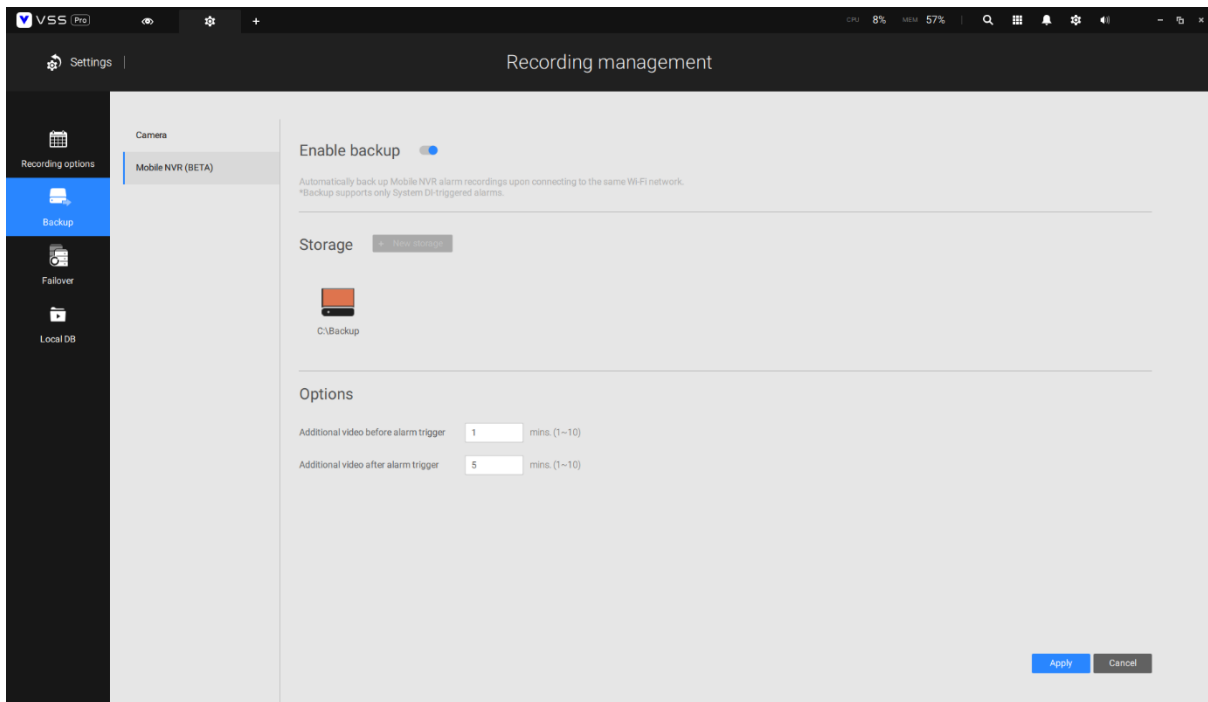 VSS Pro + CPU 8% MEM 57%
Settings
Recording management
Recording options
Backup
Failover
Local DB
Camera
Mobile NVR (BETA)
Enable backup
Automatically back up Mobile NVR alarm recordings upon connecting to the same Wi-Fi network.
*Backup supports only System DI-triggered alarms.
Storage + New storage
C:\Backup
Options
Additional video before alarm trigger 1 mins. (1~10)
Additional video after alarm trigger 5 mins. (1~10)
Apply Cancel